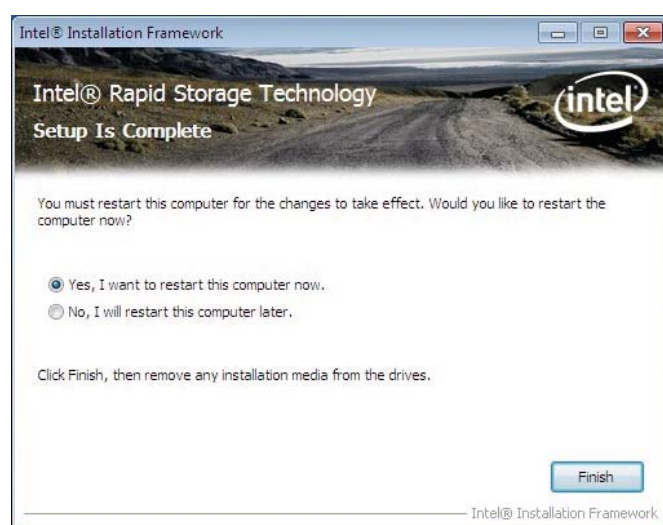 Intel® Installation Framework
Intel® Rapid Storage Technology
Setup Is Complete
intel
You must restart this computer for the changes to take effect. Would you like to restart the
computer now?
Yes, I want to restart this computer now.
No, I will restart this computer later.
Click Finish, then remove any installation media from the drives.
Finish
Intel® Installation Framework